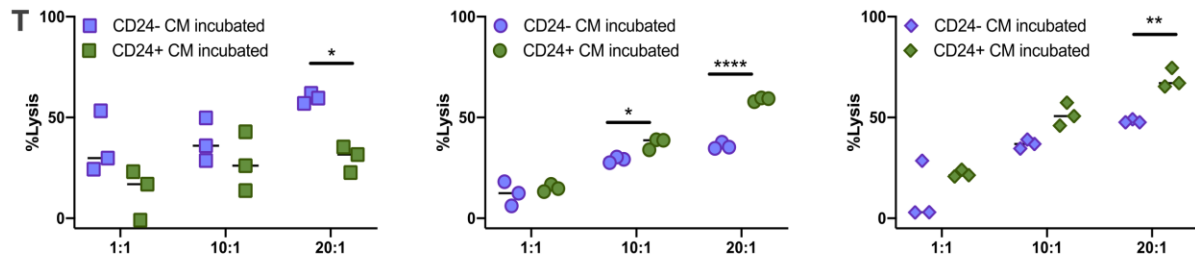 T
%Lysis
100
50
0
CD24- CM incubated
CD24+ CM incubated
*
1:1
10:1
20:1
%Lysis
100
50
0
CD24- CM incubated
CD24+ CM incubated
*
****
1:1
10:1
20:1
%Lysis
100
50
0
CD24- CM incubated
CD24+ CM incubated
**
1:1
10:1
20:1